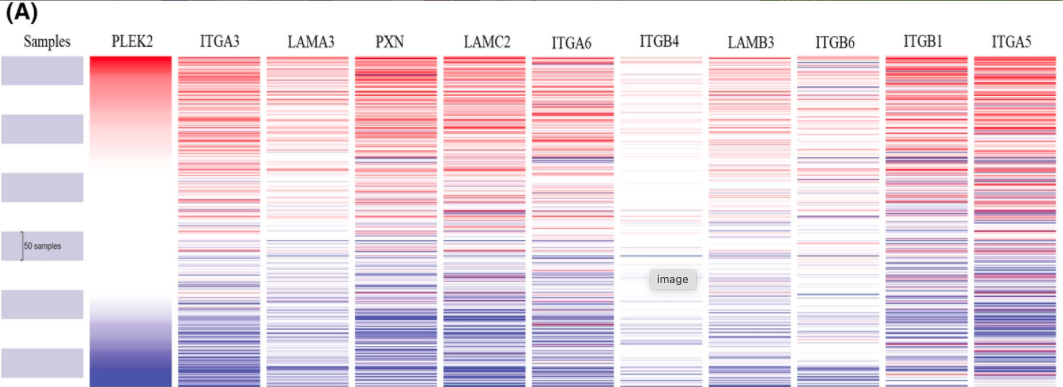 (A)
Samples PLEK2 ITGA3 LAMA3 PXN LAMC2 ITGA6 ITGB4 LAMB3 ITGB6 ITGB1 ITGA5
50 samples
image